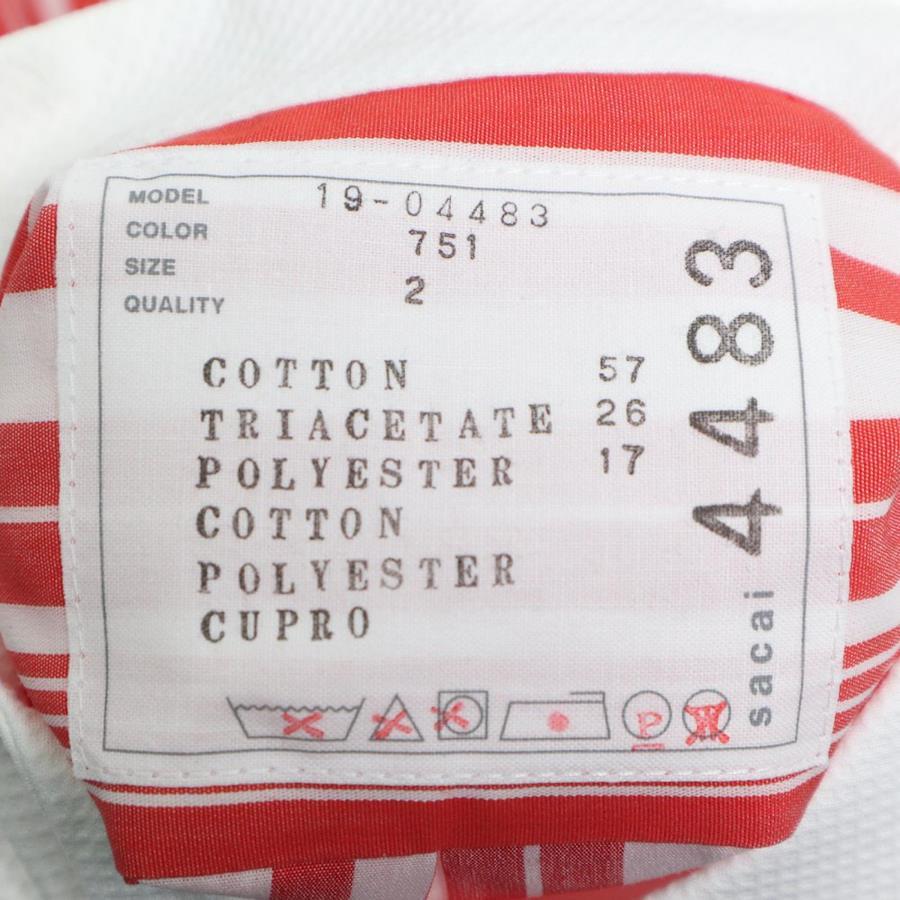 MODEL 19-04483
COLOR 751
SIZE 2
QUALITY
COTTON 57
TRIACETATE 26
POLYESTER 17
COTTON
POLYESTER
CUPRO
P
W
sacai 4483